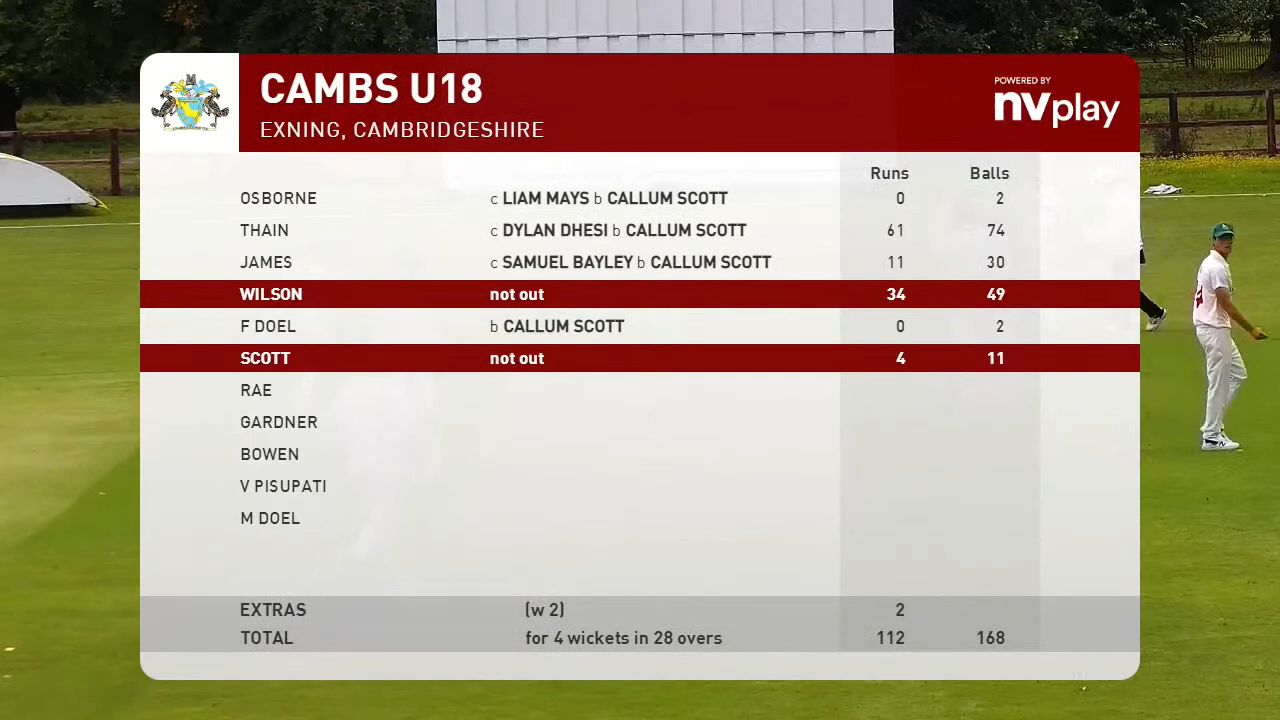 CAMBS U18
EXNING, CAMBRIDGESHIRE
POWERED BY
nvplay
Runs Balls
OSBORNE c LIAM MAYS b CALLUM SCOTT 0 2
THAIN c DYLAN DHESI b CALLUM SCOTT 61 74
JAMES c SAMUEL BAYLEY b CALLUM SCOTT 11 30
WILSON not out 34 49
F DOEL b CALLUM SCOTT 0 2
SCOTT not out 4 11
RAE
GARDNER
BOWEN
V PISUPATI
M DOEL
EXTRAS (w 2) 2
TOTAL for 4 wickets in 28 overs 112 168